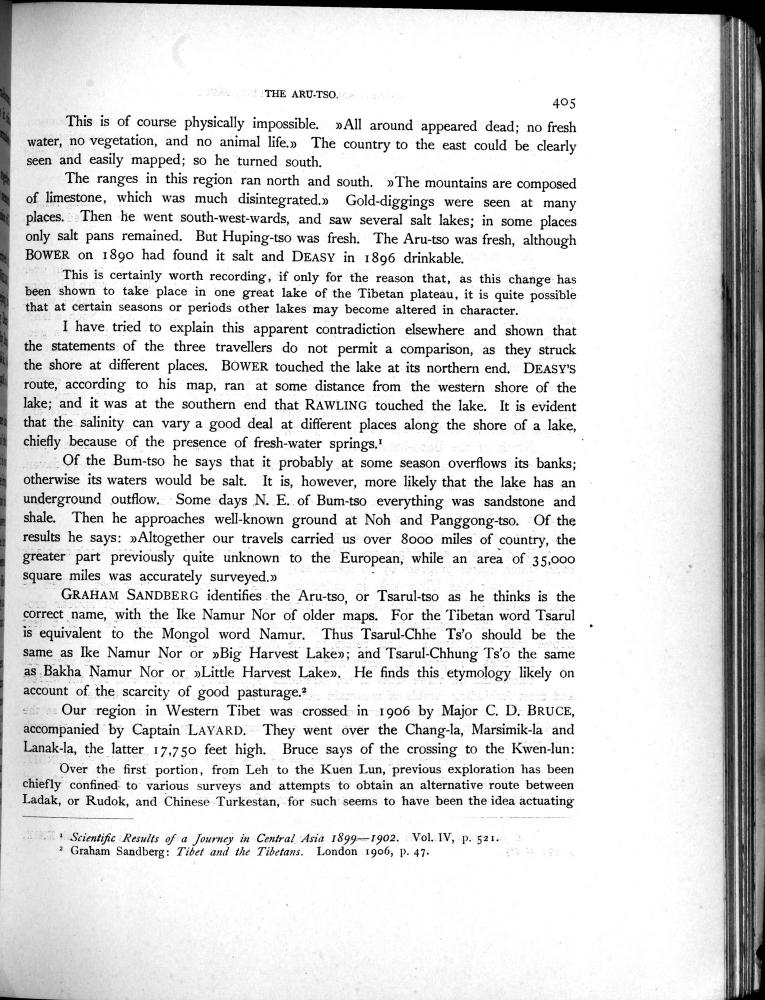 THE ARU-TSO.
405
This is of course physically impossible. »All around appeared dead; no fresh
water, no vegetation, and no animal life.» The country to the east could be clearly
seen and easily mapped; so he turned south.
The ranges in this region ran north and south. »The mountains are composed
of limestone, which was much disintegrated.» Gold-diggings were seen at many
places. Then he went south-west-wards, and saw several salt lakes; in some places
only salt pans remained. But Huping-tso was fresh. The Aru-tso was fresh, although
BOWER on 1890 had found it salt and DEASY in 1896 drinkable.
This is certainly worth recording, if only for the reason that, as this change has
been shown to take place in one great lake of the Tibetan plateau, it is quite possible
that at certain seasons or periods other lakes may become altered in character.
I have tried to explain this apparent contradiction elsewhere and shown that
the statements of the three travellers do not permit a comparison, as they struck
the shore at different places. BOWER touched the lake at its northern end. DEASY'S
route, according to his map, ran at some distance from the western shore of the
lake; and it was at the southern end that RAWLING touched the lake. It is evident
that the salinity can vary a good deal at different places along the shore of a lake,
chiefly because of the presence of fresh-water springs.¹
Of the Bum-tso he says that it probably at some season overflows its banks;
otherwise its waters would be salt. It is, however, more likely that the lake has an
underground outflow. Some days N. E. of Bum-tso everything was sandstone and
shale. Then he approaches well-known ground at Noh and Panggong-tso. Of the
results he says: »Altogether our travels carried us over 8000 miles of country, the
greater part previously quite unknown to the European, while an area of 35,000
square miles was accurately surveyed.»
GRAHAM SANDBERG identifies the Aru-tso, or Tsarul-tso as he thinks is the
correct name, with the Ike Namur Nor of older maps. For the Tibetan word Tsarul
is equivalent to the Mongol word Namur. Thus Tsarul-Chhe Ts'o should be the
same as Ike Namur Nor or »Big Harvest Lake»; and Tsarul-Chhung Ts'o the same
as Bakha Namur Nor or »Little Harvest Lake». He finds this etymology likely on
account of the scarcity of good pasturage.²
Our region in Western Tibet was crossed in 1906 by Major C. D. BRUCE,
accompanied by Captain LAYARD. They went over the Chang-la, Marsimik-la and
Lanak-la, the latter 17,750 feet high. Bruce says of the crossing to the Kwen-lun:
Over the first portion, from Leh to the Kuen Lun, previous exploration has been
chiefly confined to various surveys and attempts to obtain an alternative route between
Ladak, or Rudok, and Chinese Turkestan, for such seems to have been the idea actuating
¹ Scientific Results of a Journey in Central Asia 1899—1902. Vol. IV, p. 521.
² Graham Sandberg: Tibet and the Tibetans. London 1906, p. 47.